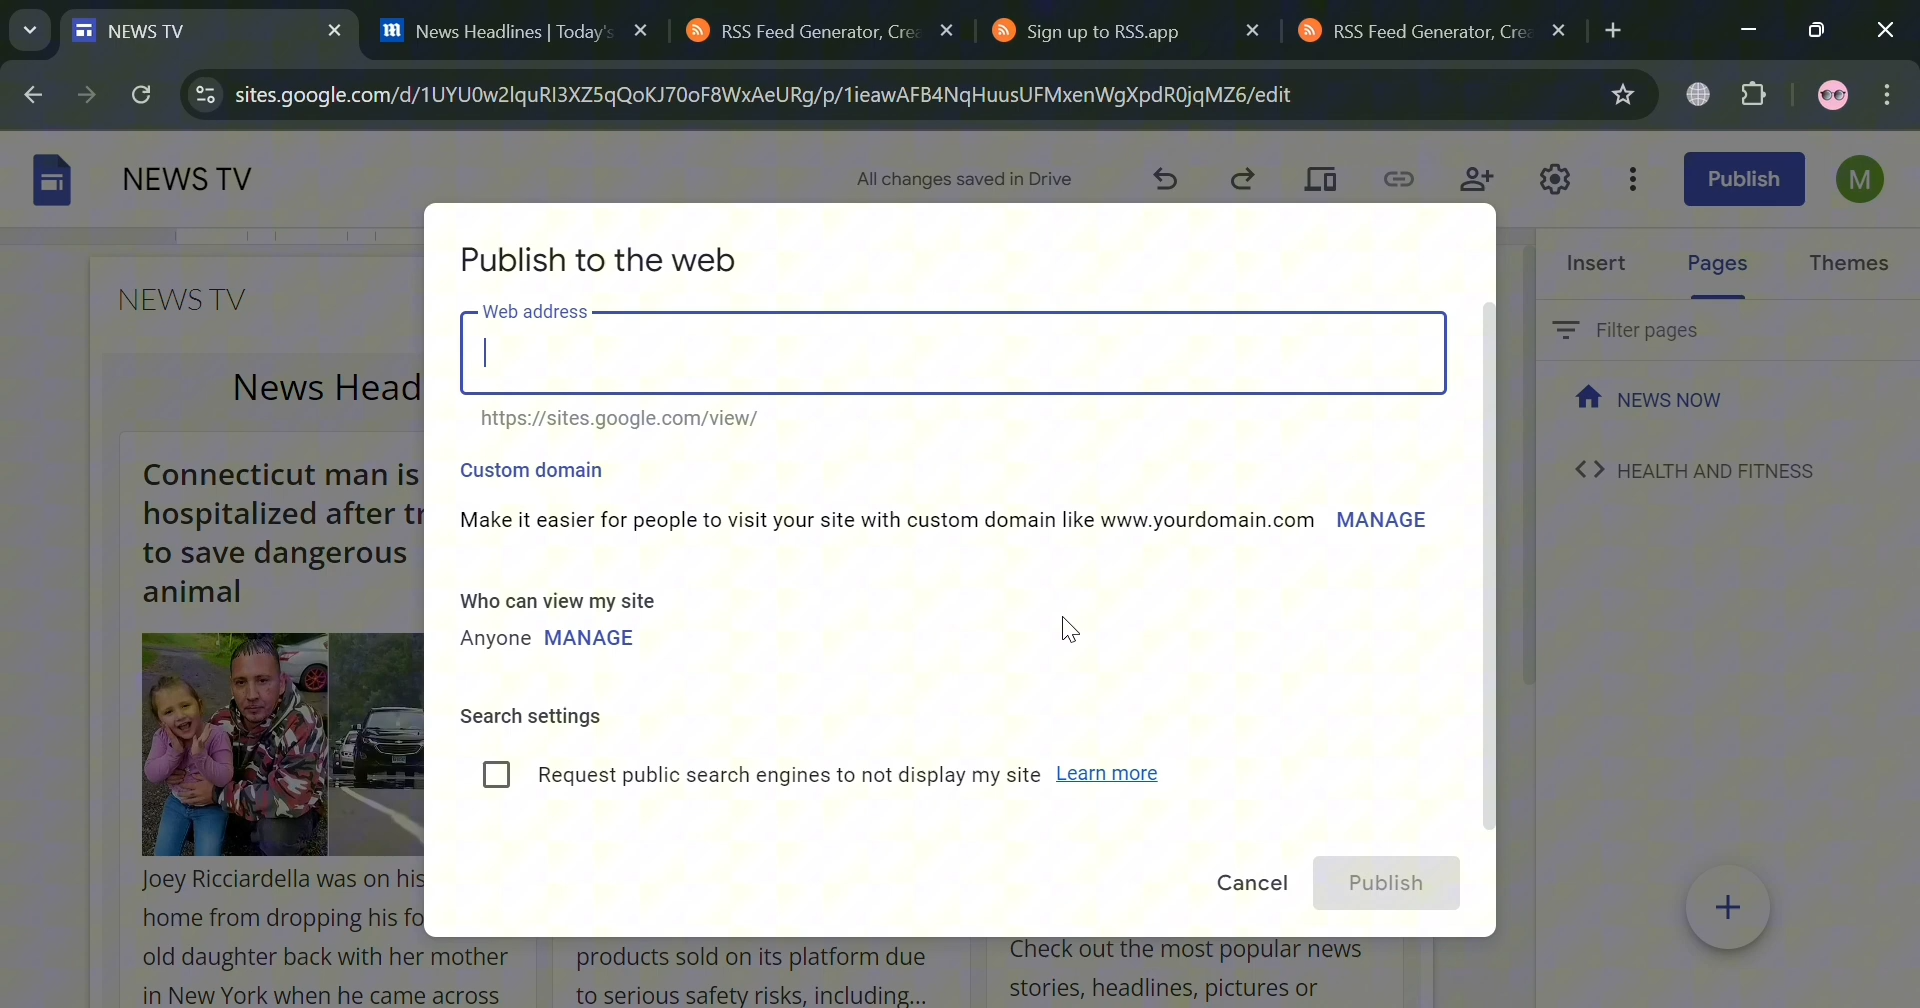 NEWS TV
News Headlines | Today's
RSS Feed Generator, Crea
Sign up to RSS.app
RSS Feed Generator, Crea
sites.google.com/d/1UYU0w2lquRI3XZ5qQoKJ70oF8WxAeURg/p/1ieawAFB4NqHuusUFMxenWgXpdR0jqMZ6/edit
NEWS TV
All changes saved in Drive
Publish
M
Insert
Pages
Themes
Filter pages
NEWS NOW
HEALTH AND FITNESS
NEWS TV
News Head
Connecticut man is
hospitalized after tr
to save dangerous
animal
Joey Ricciardella was on his
home from dropping his fo
old daughter back with her mother
in New York when he came across
products sold on its platform due
to serious safety risks, including...
Check out the most popular news
stories, headlines, pictures or
Publish to the web
Web address
https://sites.google.com/view/
Custom domain
Make it easier for people to visit your site with custom domain like www.yourdomain.com MANAGE
Who can view my site
Anyone MANAGE
Search settings
Request public search engines to not display my site Learn more
Cancel
Publish